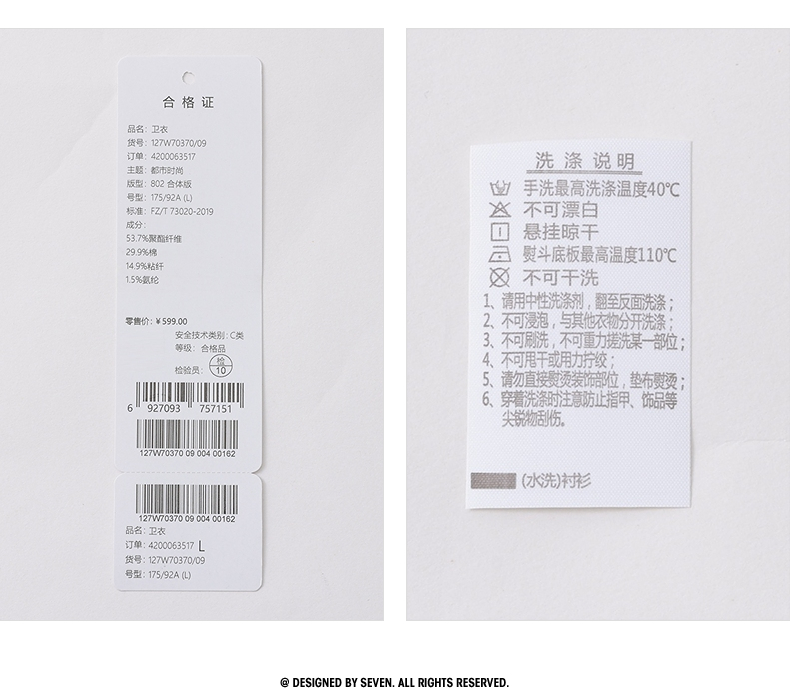 合格证
品名: 卫衣
货号: 127W70370/09
订单: 4200063517
主题: 都市时尚
版型: 802 合体版
号型: 175/92A (L)
标准: FZ/T 73020-2019
成分:
53.7%聚酯纤维
29.9%棉
14.9%粘纤
1.5%氨纶
零售价: ¥599.00
安全技术类别: C类
等级: 合格品
检验员: 检 10
6 927093 757151
127W70370 09 004 00162
127W70370 09 004 00162
品名: 卫衣
订单: 4200063517 L
货号: 127W70370/09
号型: 175/92A (L)
洗涤说明
手洗最高洗涤温度40℃
不可漂白
悬挂晾干
熨斗底板最高温度110℃
不可干洗
1、请用中性洗涤剂，翻至反面洗涤；
2、不可浸泡，与其他衣物分开洗涤；
3、不可刷洗，不可重力搓洗某一部位；
4、不可甩干或用力拧绞；
5、请勿直接熨烫装饰部位，垫布熨烫；
6、穿着洗涤时注意防止指甲、饰品等
尖锐物刮伤。
(水洗)衬衫
@ DESIGNED BY SEVEN. ALL RIGHTS RESERVED.